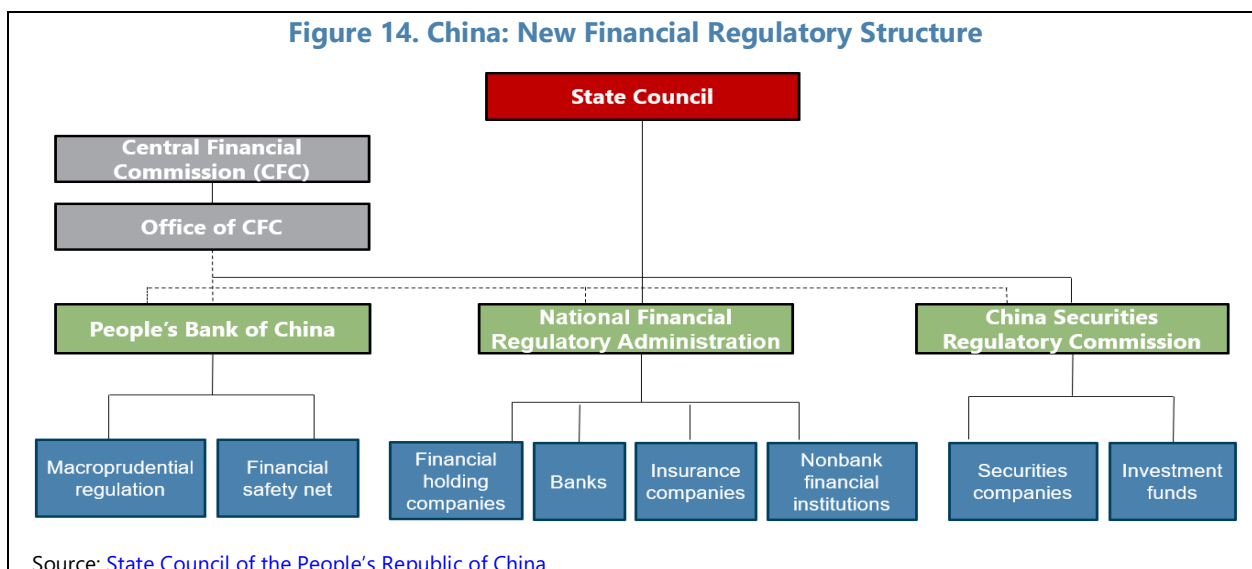 Figure 14. China: New Financial Regulatory Structure
State Council
Central Financial
Commission (CFC)
Office of CFC
People's Bank of China
National Financial
Regulatory Administration
China Securities
Regulatory Commission
Macroprudential
regulation
Financial
safety net
Financial
holding
companies
Banks
Insurance
companies
Nonbank
financial
institutions
Securities
companies
Investment
funds
Source: State Council of the People's Republic of China